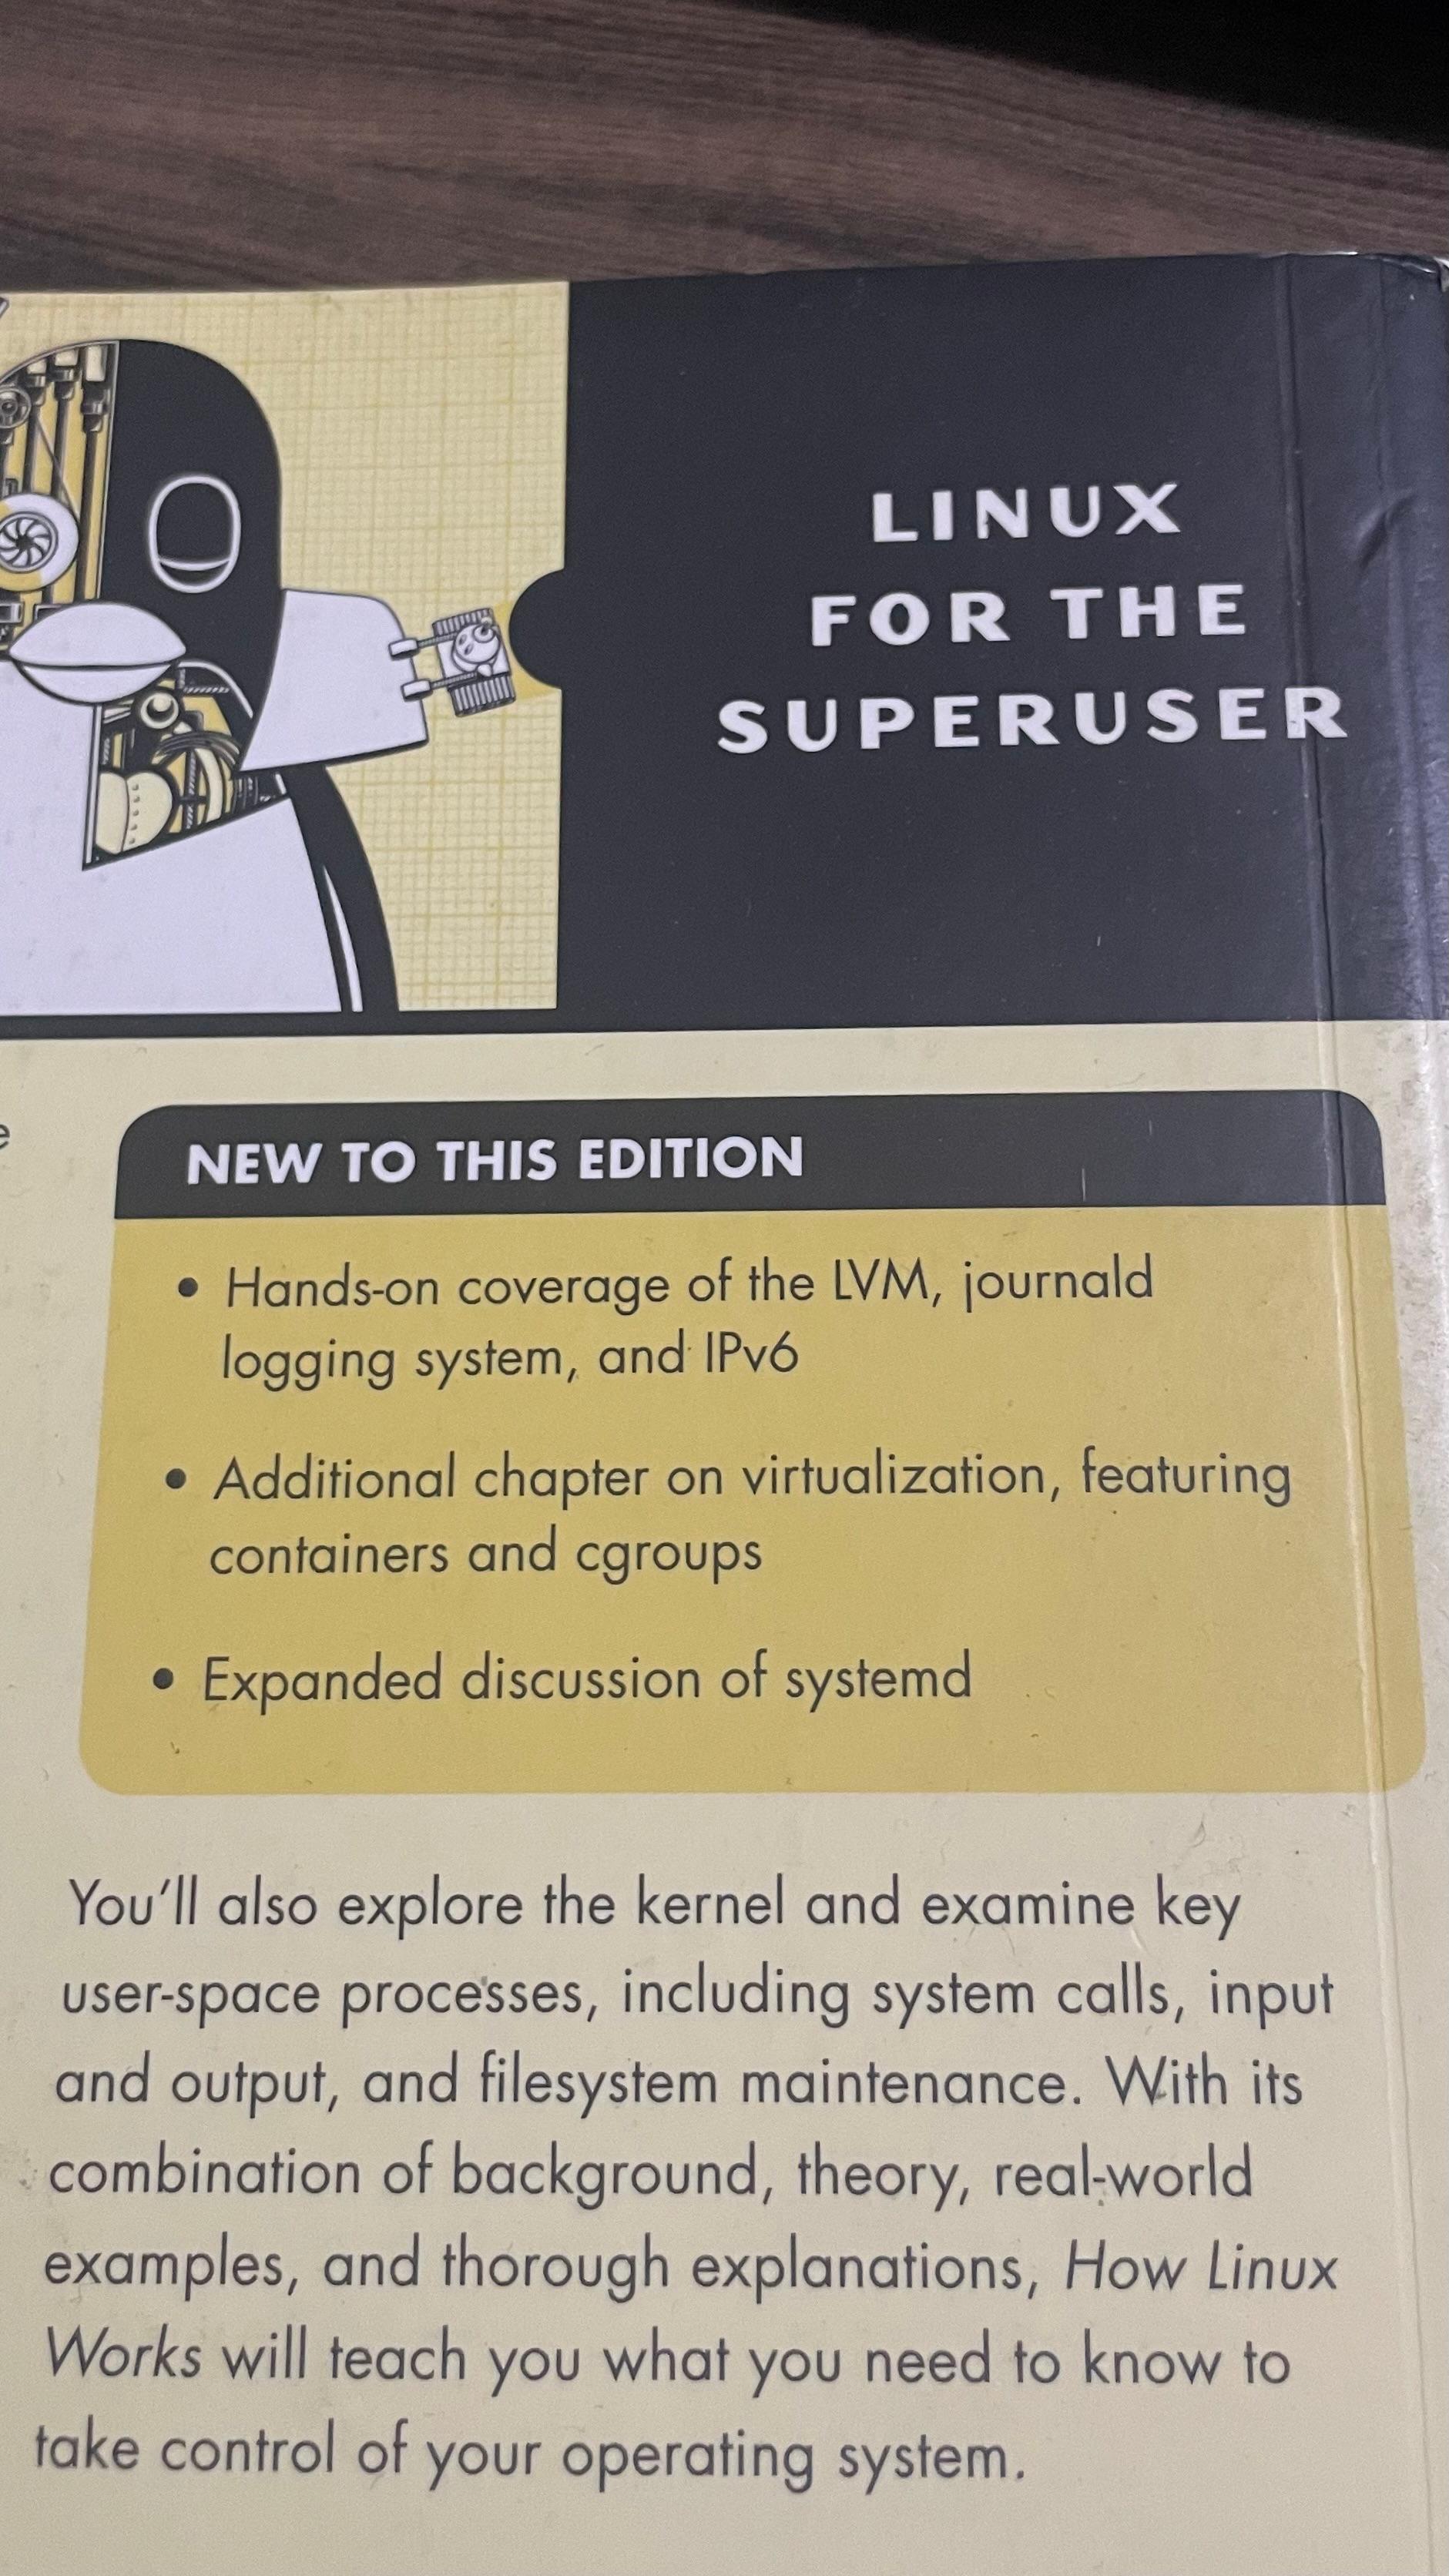 LINUX
FOR THE
SUPERUSER
NEW TO THIS EDITION
• Hands-on coverage of the LVM, journald
logging system, and IPv6
• Additional chapter on virtualization, featuring
containers and cgroups
• Expanded discussion of systemd
You’ll also explore the kernel and examine key
user-space processes, including system calls, input
and output, and filesystem maintenance. With its
combination of background, theory, real-world
examples, and thorough explanations, How Linux
Works will teach you what you need to know to
take control of your operating system.